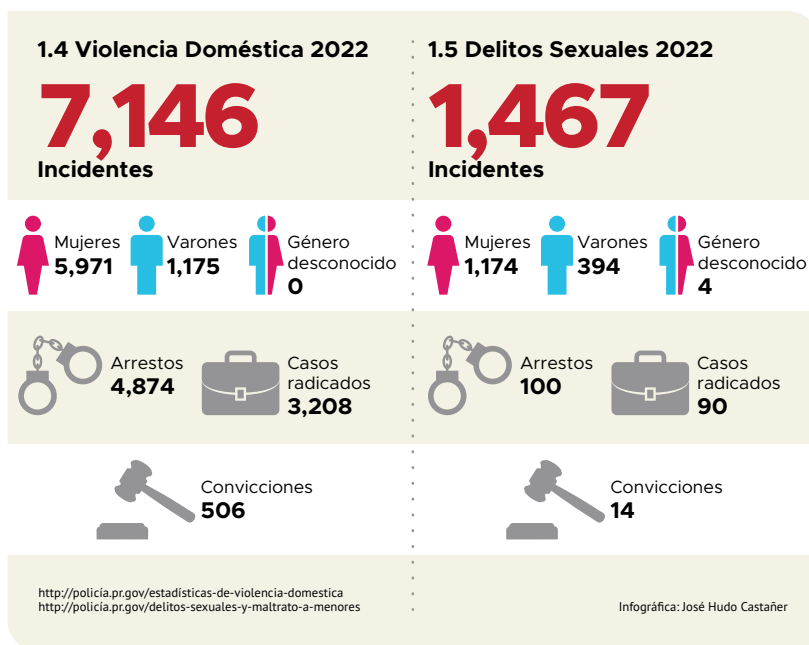 1.4 Violencia Doméstica 2022
7,146
Incidentes
Mujeres
5,971
Varones
1,175
Género
desconocido
0
Arrestos
4,874
Casos
radicados
3,208
Convicciones
506
1.5 Delitos Sexuales 2022
1,467
Incidentes
Mujeres
1,174
Varones
394
Género
desconocido
4
Arrestos
100
Casos
radicados
90
Convicciones
14
http://policía.pr.gov/estadísticas-de-violencia-domestica
http://policía.pr.gov/delitos-sexuales-y-maltrato-a-menores
Infográfica: José Hudo Castañer